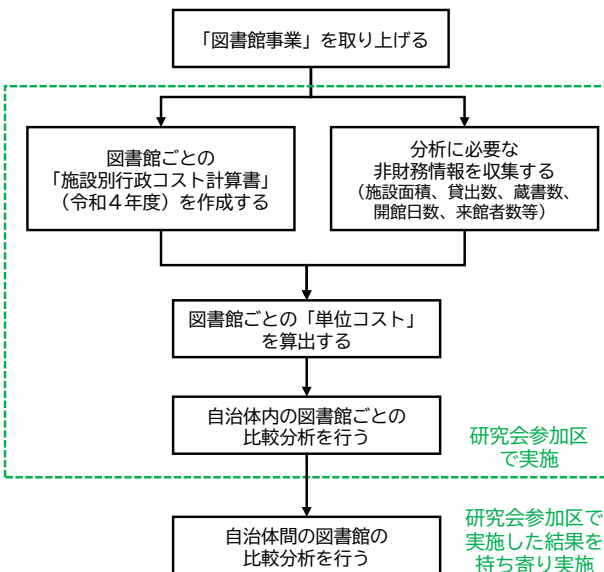 「図書館事業」を取り上げる
図書館ごとの
「施設別行政コスト計算書」
（令和４年度）を作成する
分析に必要な
非財務情報を収集する
（施設面積、貸出数、蔵書数、
開館日数、来館者数等）
図書館ごとの「単位コスト」
を算出する
自治体内の図書館ごとの
比較分析を行う
研究会参加区
で実施
自治体間の図書館の
比較分析を行う
研究会参加区で
実施した結果を
持ち寄り実施